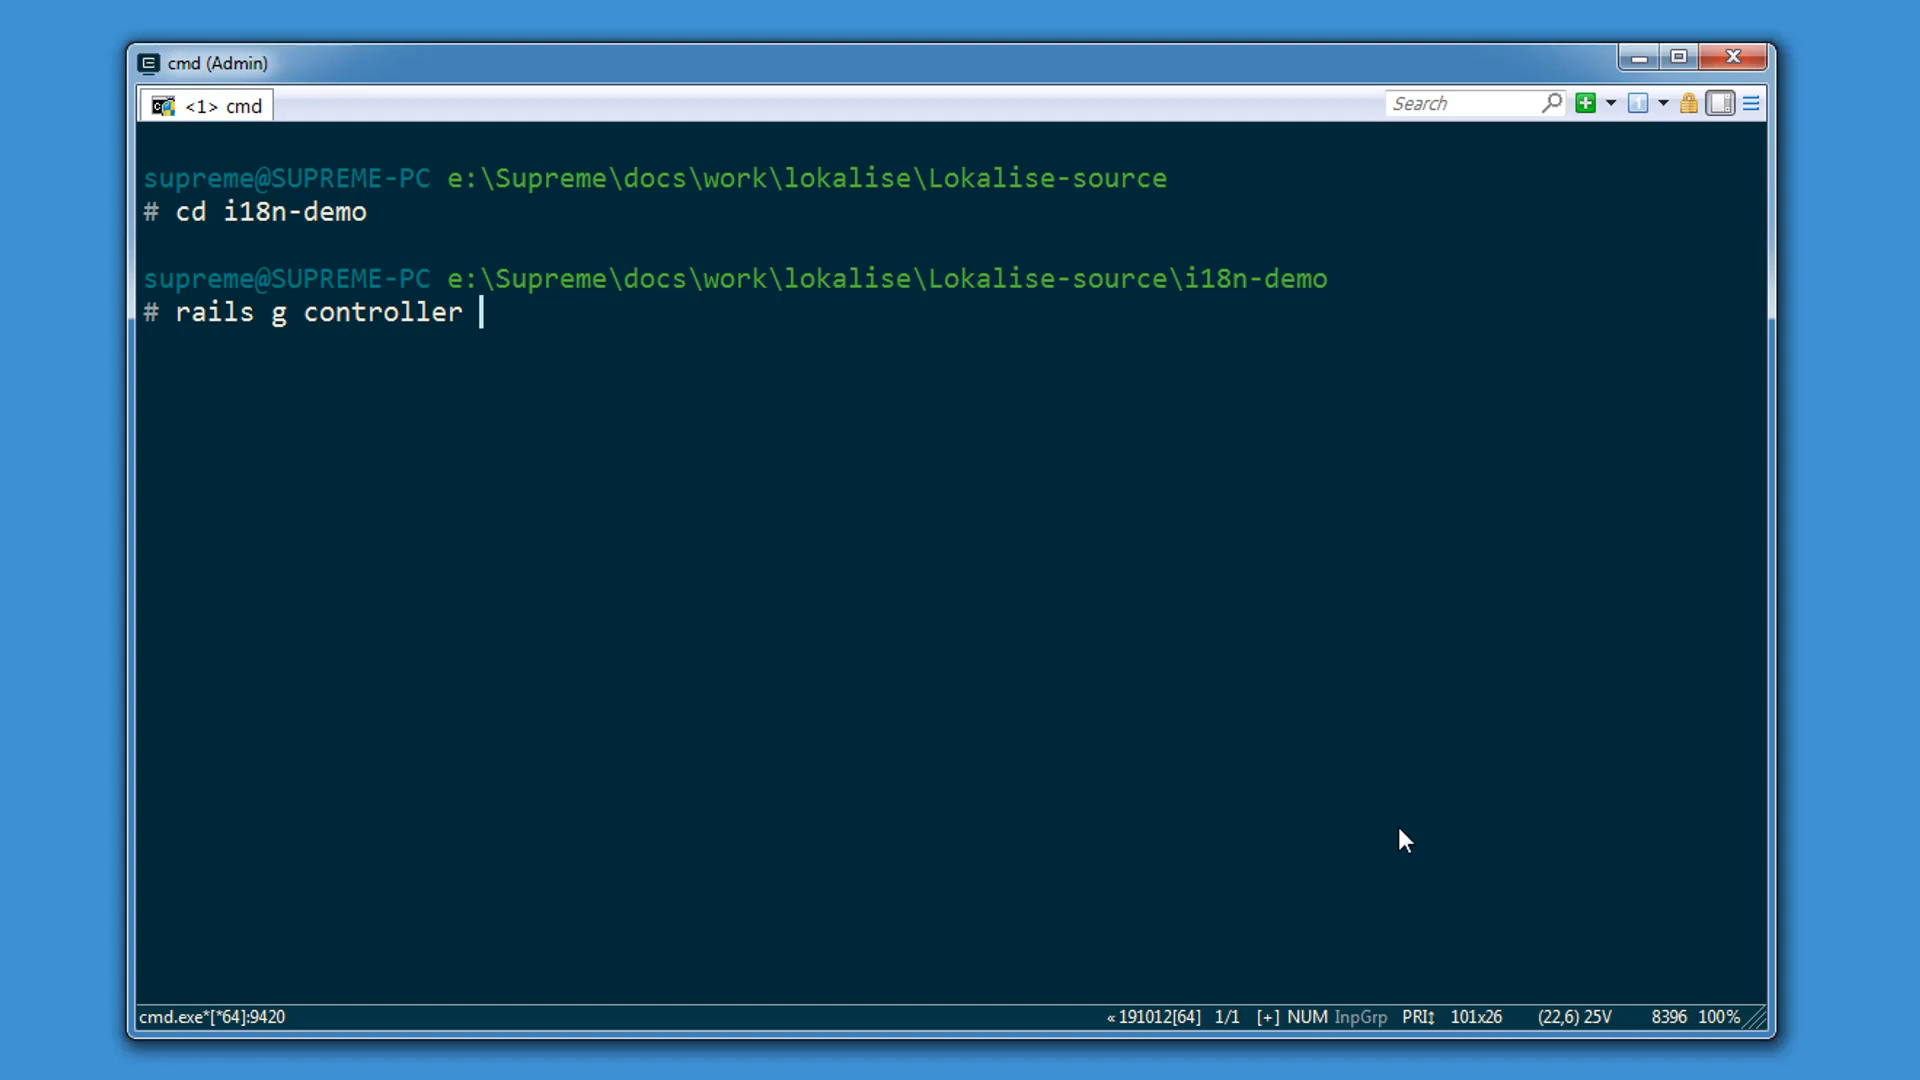 cmd (Admin)
<1> cmd
Search
supreme@SUPREME-PC e:\Supreme\docs\work\lokalise\Lokalise-source
# cd i18n-demo
supreme@SUPREME-PC e:\Supreme\docs\work\lokalise\Lokalise-source\i18n-demo
# rails g controller
cmd.exe*[*64]:9420 « 191012[64] 1/1 [+] NUM InpGrp PRI↕ 101x26 (22,6) 25V 8396 100%